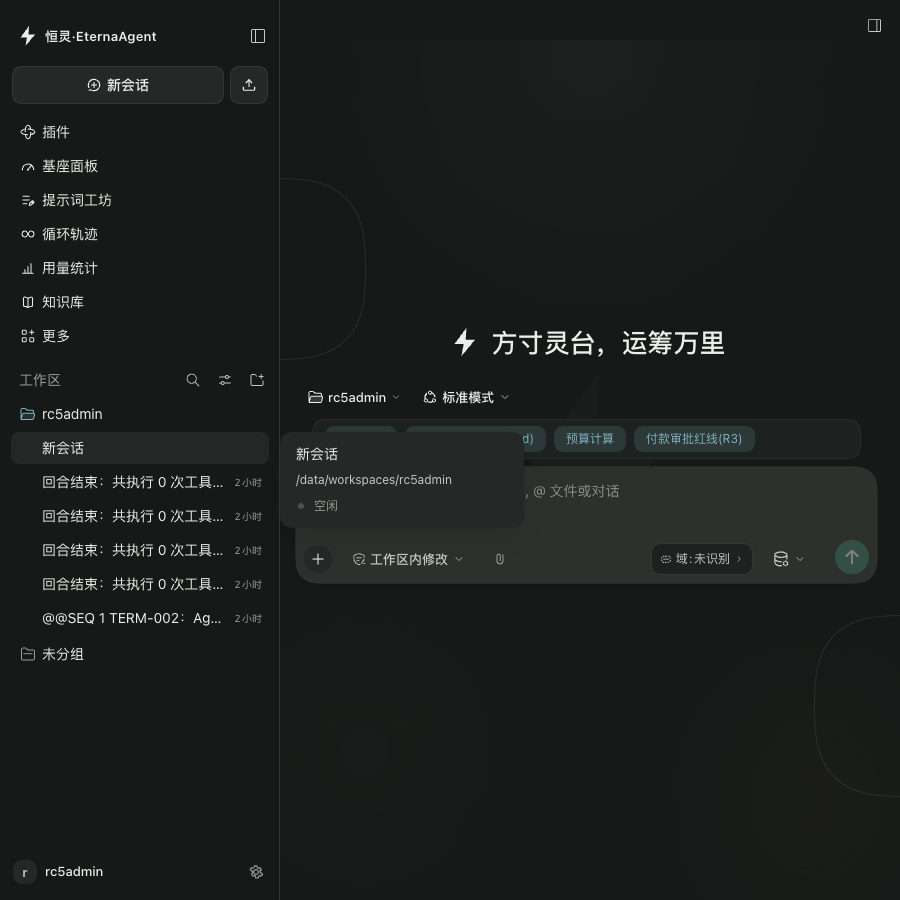 恒灵·EternaAgent
新会话
插件
基座面板
提示词工坊
循环轨迹
用量统计
知识库
更多
工作区
rc5admin
新会话
回合结束：共执行 0 次工具... 2小时
回合结束：共执行 0 次工具... 2小时
回合结束：共执行 0 次工具... 2小时
回合结束：共执行 0 次工具... 2小时
@@SEQ 1 TERM-002：Ag... 2小时
未分组
r rc5admin
方寸灵台，运筹万里
rc5admin 标准模式
d) 预算计算 付款审批红线(R3)
新会话
/data/workspaces/rc5admin
空闲
, @ 文件或对话
工作区内修改 域:未识别 ›